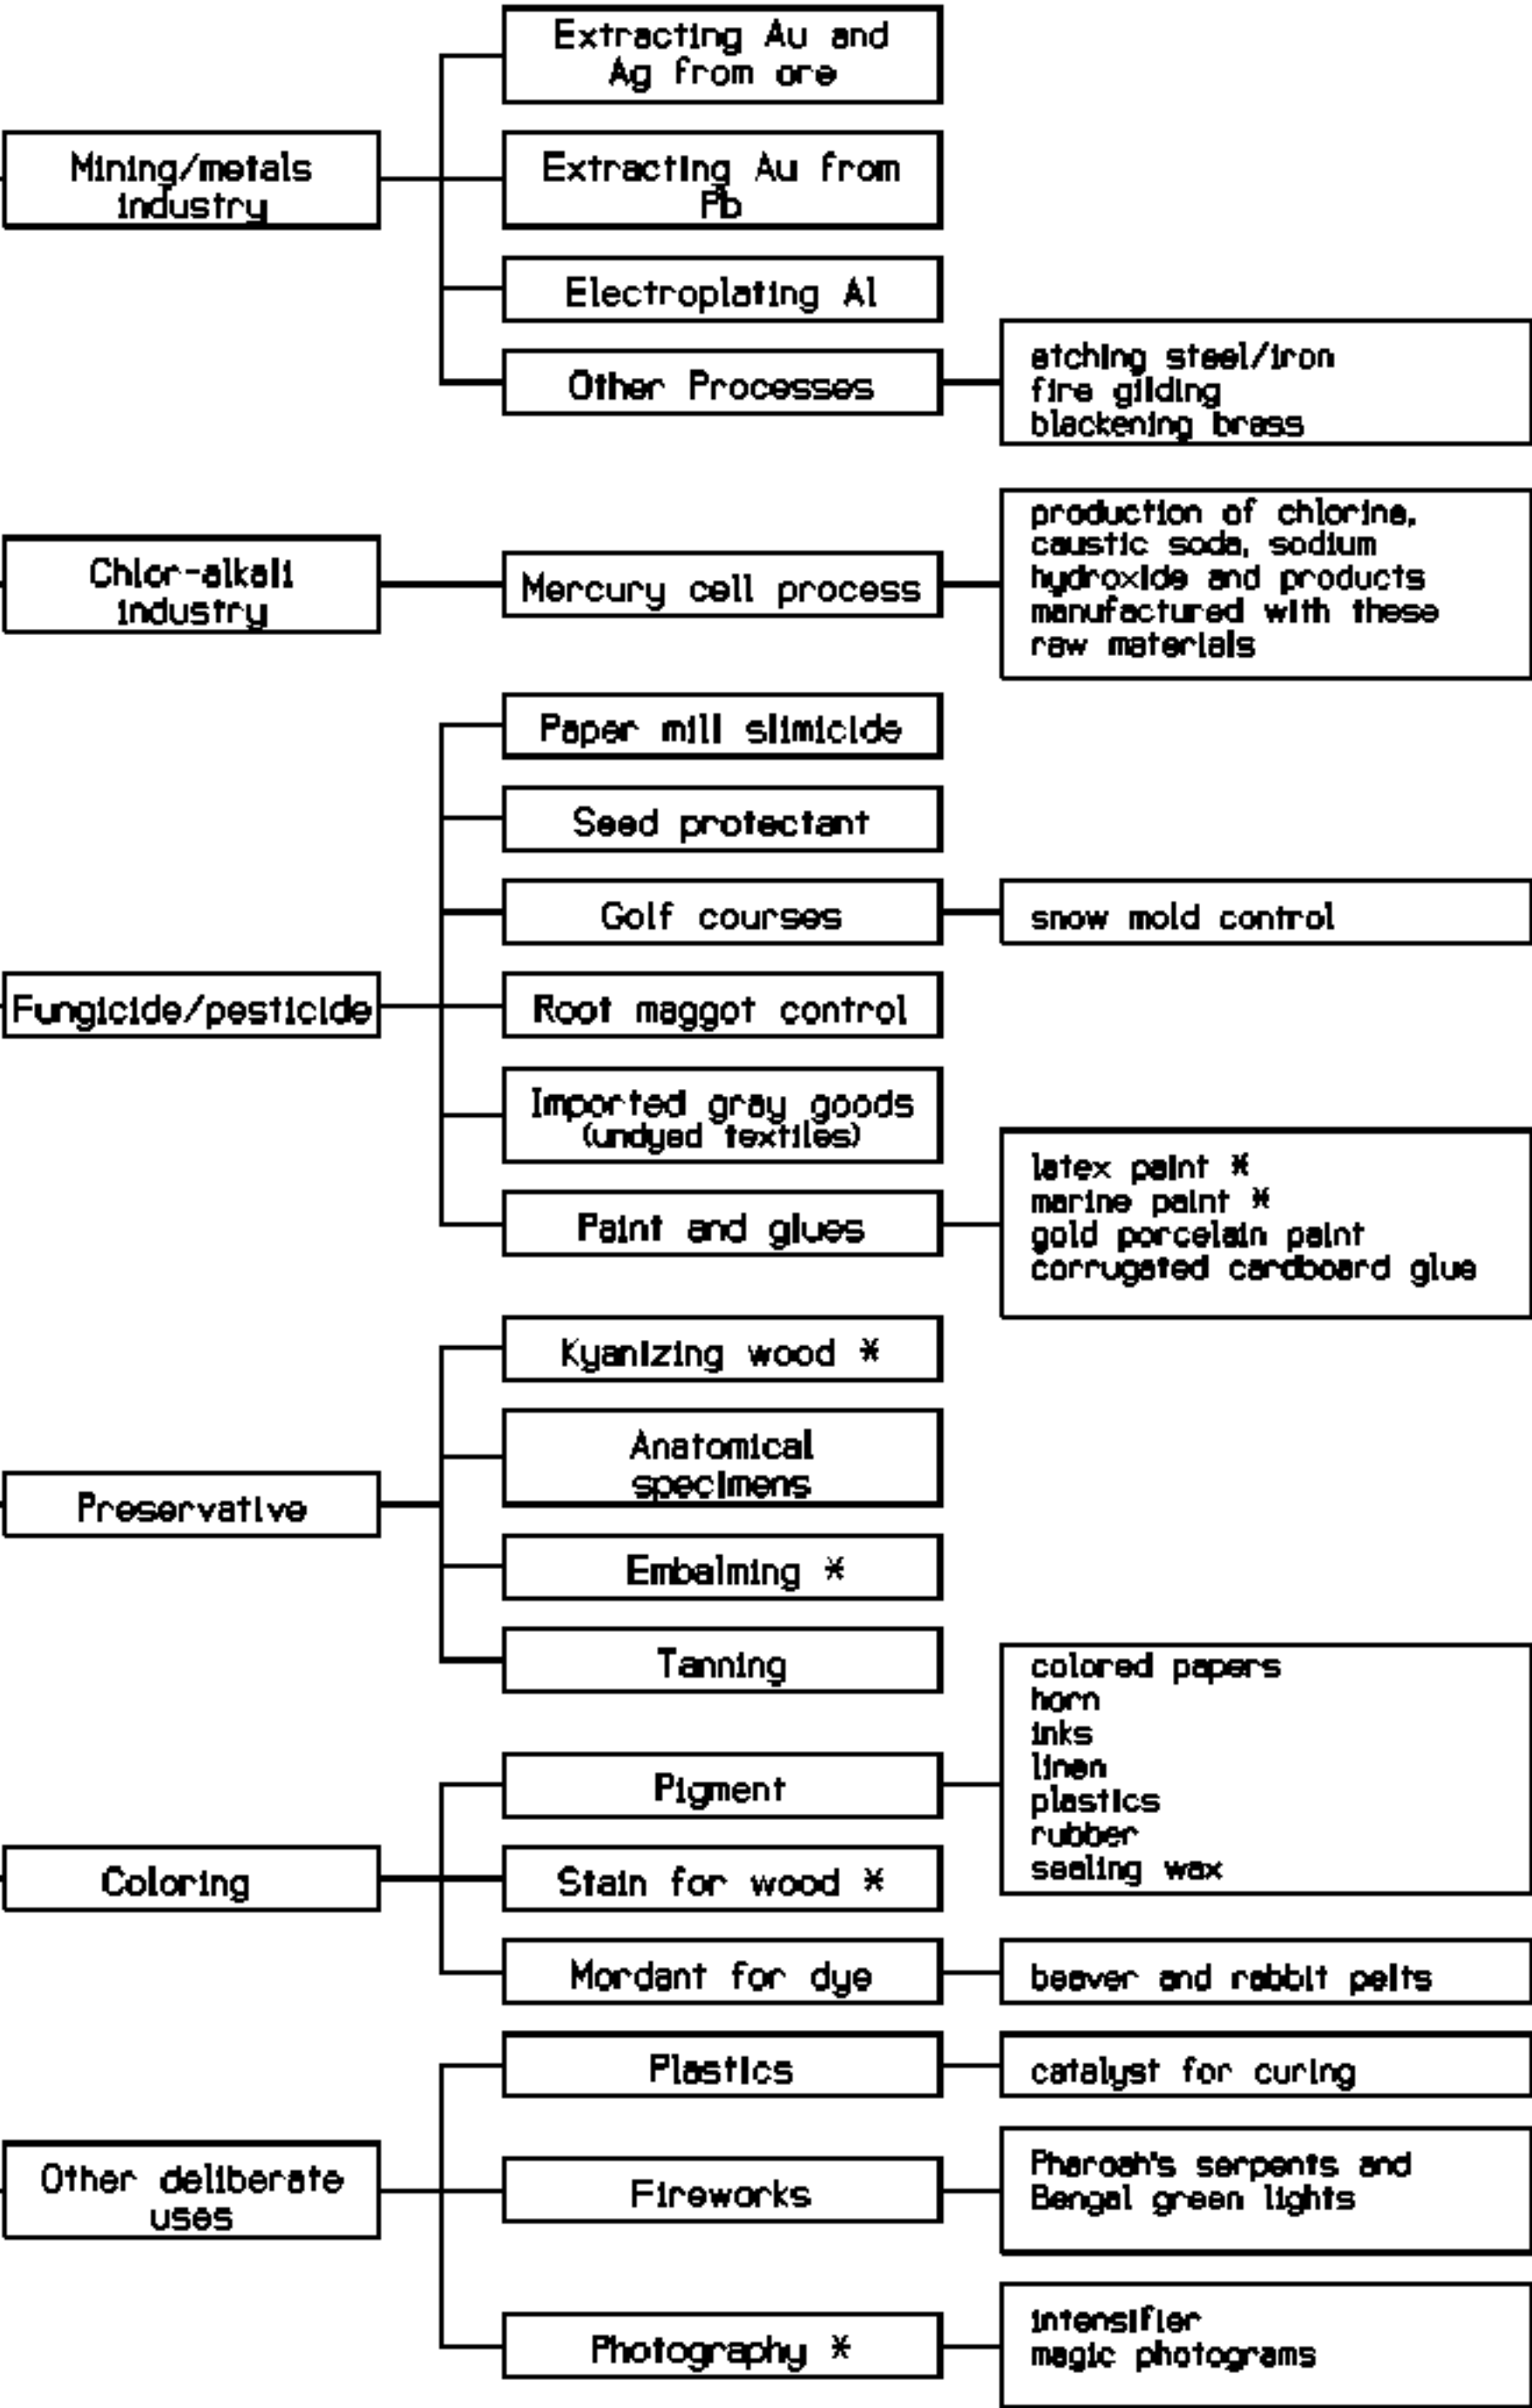 Mining/metals
industry
Extracting Au and
Ag from ore
Extracting Au from
Pb
Electroplating Al
Other Processes
etching steel/iron
fire gilding
blackening brass
Chlor-alkali
industry
Mercury cell process
production of chlorine,
caustic soda, sodium
hydroxide and products
manufactured with these
raw materials
Fungicide/pesticide
Paper mill slimicide
Seed protectant
Golf courses
snow mold control
Root maggot control
Imported gray goods
(undyed textiles)
Paint and glues
latex paint *
marine paint *
gold porcelain paint
corrugated cardboard glue
Preservative
Kyanizing wood *
Anatomical
specimens
Embalming *
Tanning
Coloring
Pigment
colored papers
horn
inks
linen
plastics
rubber
sealing wax
Stain for wood *
Mordant for dye
beaver and rabbit pelts
Other deliberate
uses
Plastics
catalyst for curing
Fireworks
Pharoah's serpents and
Bengal green lights
Photography *
intensifier
magic photograms